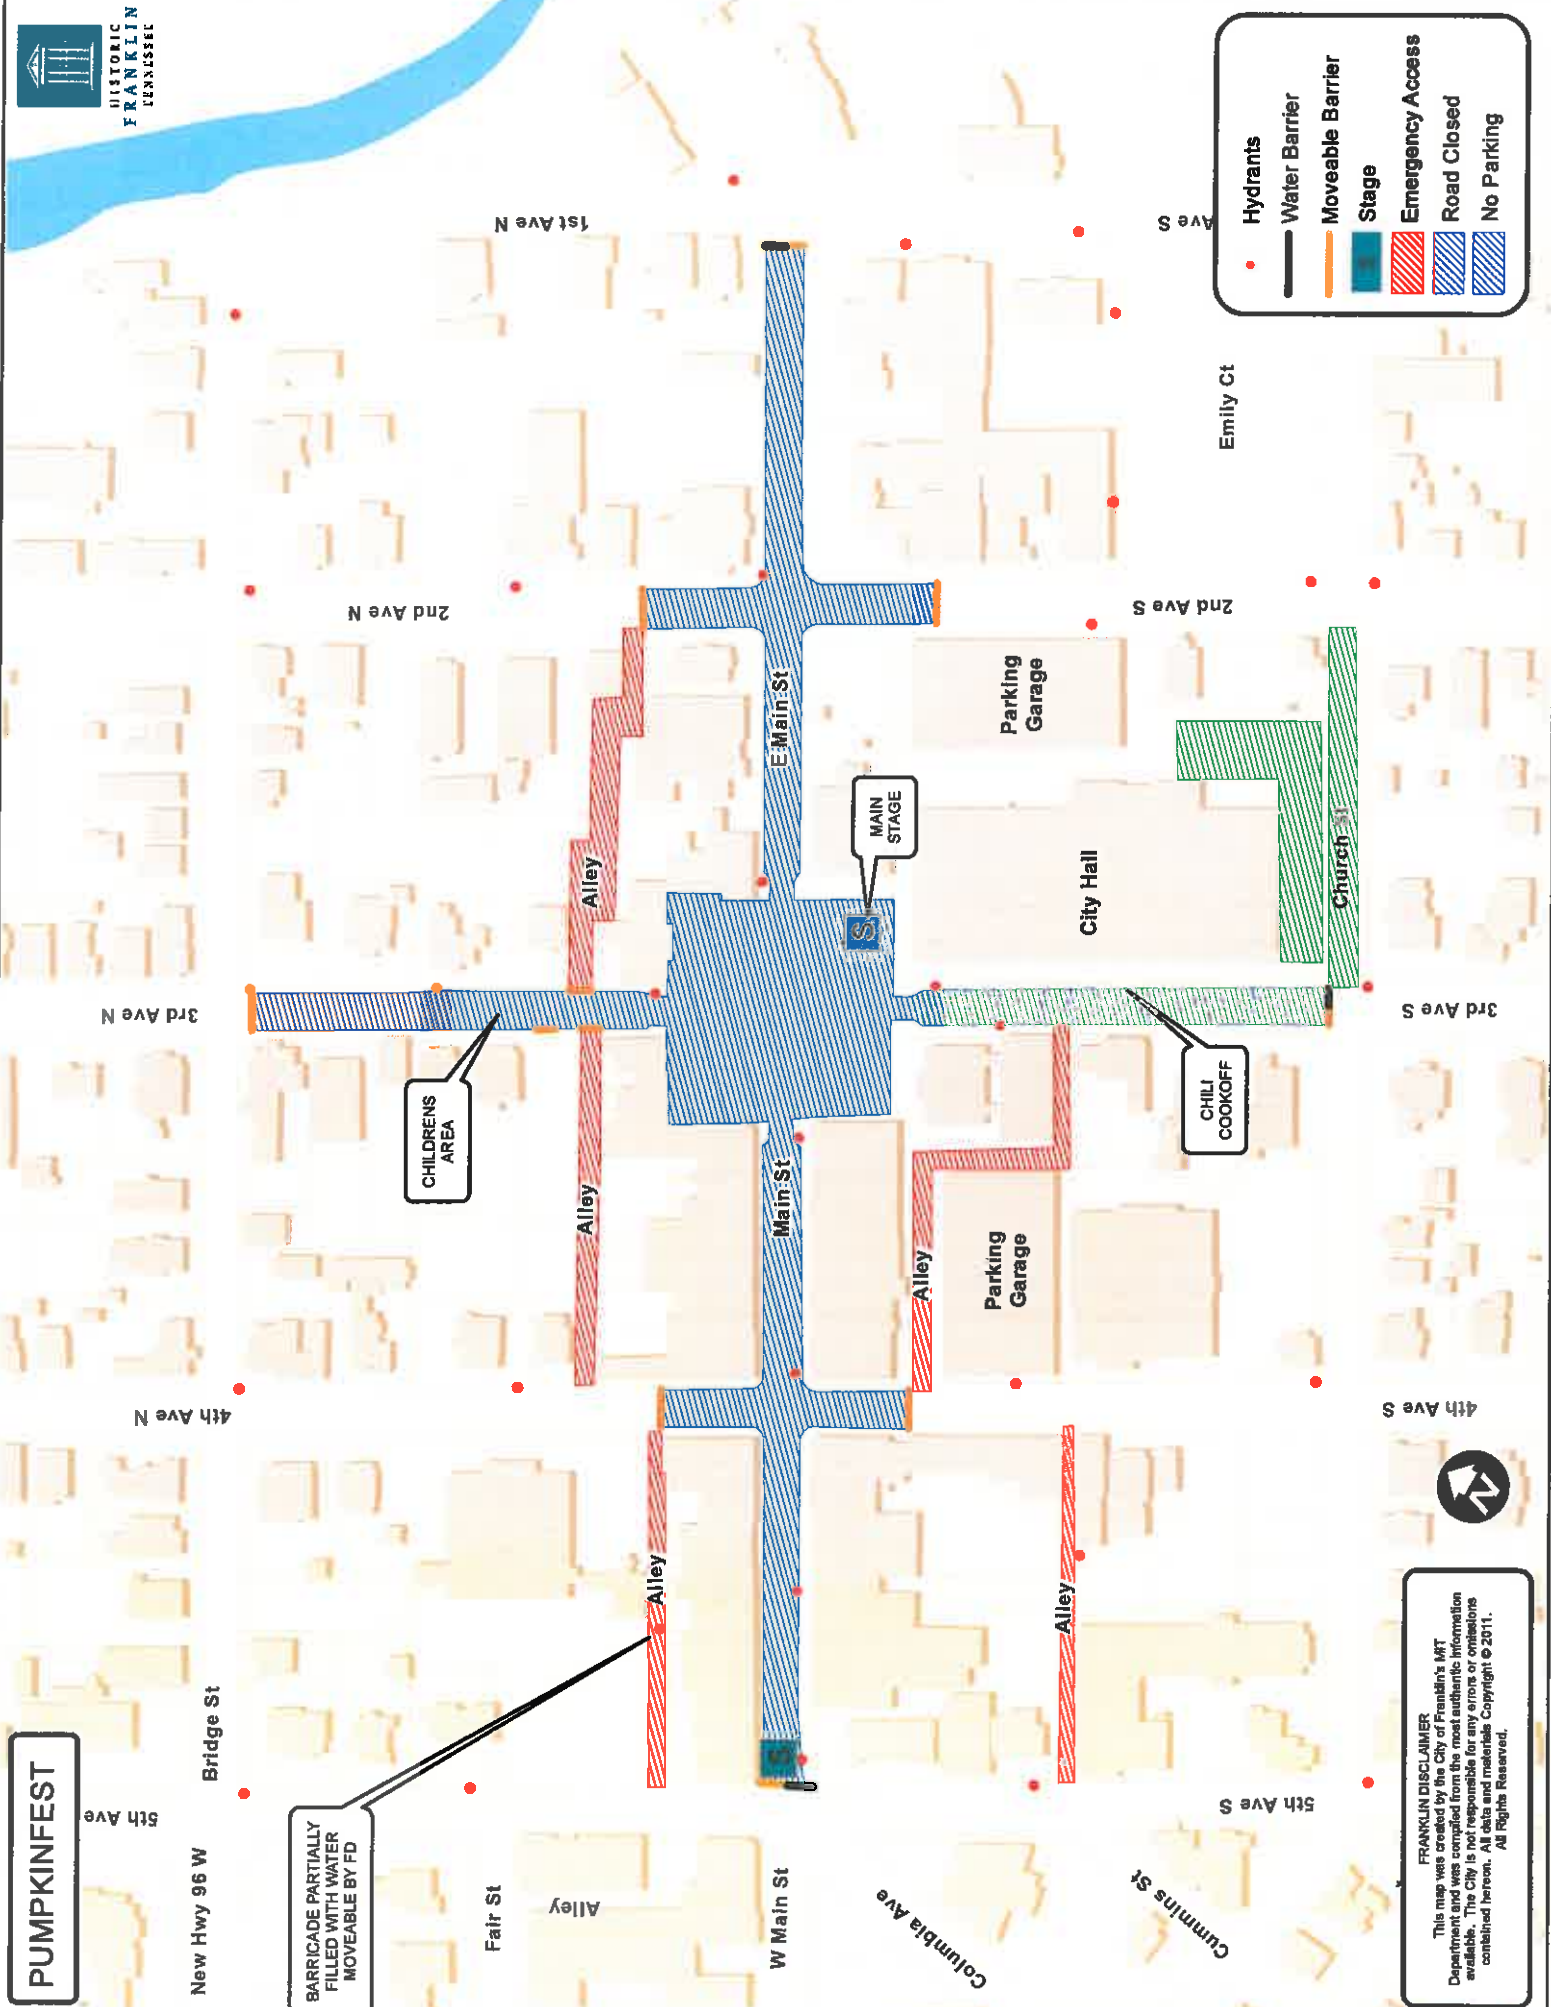 PUMPKINFEST
HISTORIC
FRANKLIN
TENNESSEE
New Hwy 96 W
Bridge St
5th Ave
4th Ave N
3rd Ave N
2nd Ave N
1st Ave N
BARRICADE PARTIALLY
FILLED WITH WATER
MOVEABLE BY FD
CHILDRENS
AREA
Fair St
Alley
Alley
Alley
Alley
W Main St
Main St
E Main St
S
S
MAIN
STAGE
Alley
Parking
Garage
Parking
Garage
City Hall
Alley
Columbia Ave
Cummins St
CHILI
COOKOFF
Church St
Emily Ct
5th Ave S
4th Ave S
3rd Ave S
2nd Ave S
Ave S
N
Hydrants
Water Barrier
Moveable Barrier
Stage
Emergency Access
Road Closed
No Parking
FRANKLIN DISCLAIMER
This map was created by the City of Franklin's MIT
Department and was compiled from the most authentic information
available. The City is not responsible for any errors or omissions
contained hereon. All data and materials Copyright © 2011.
All Rights Reserved.